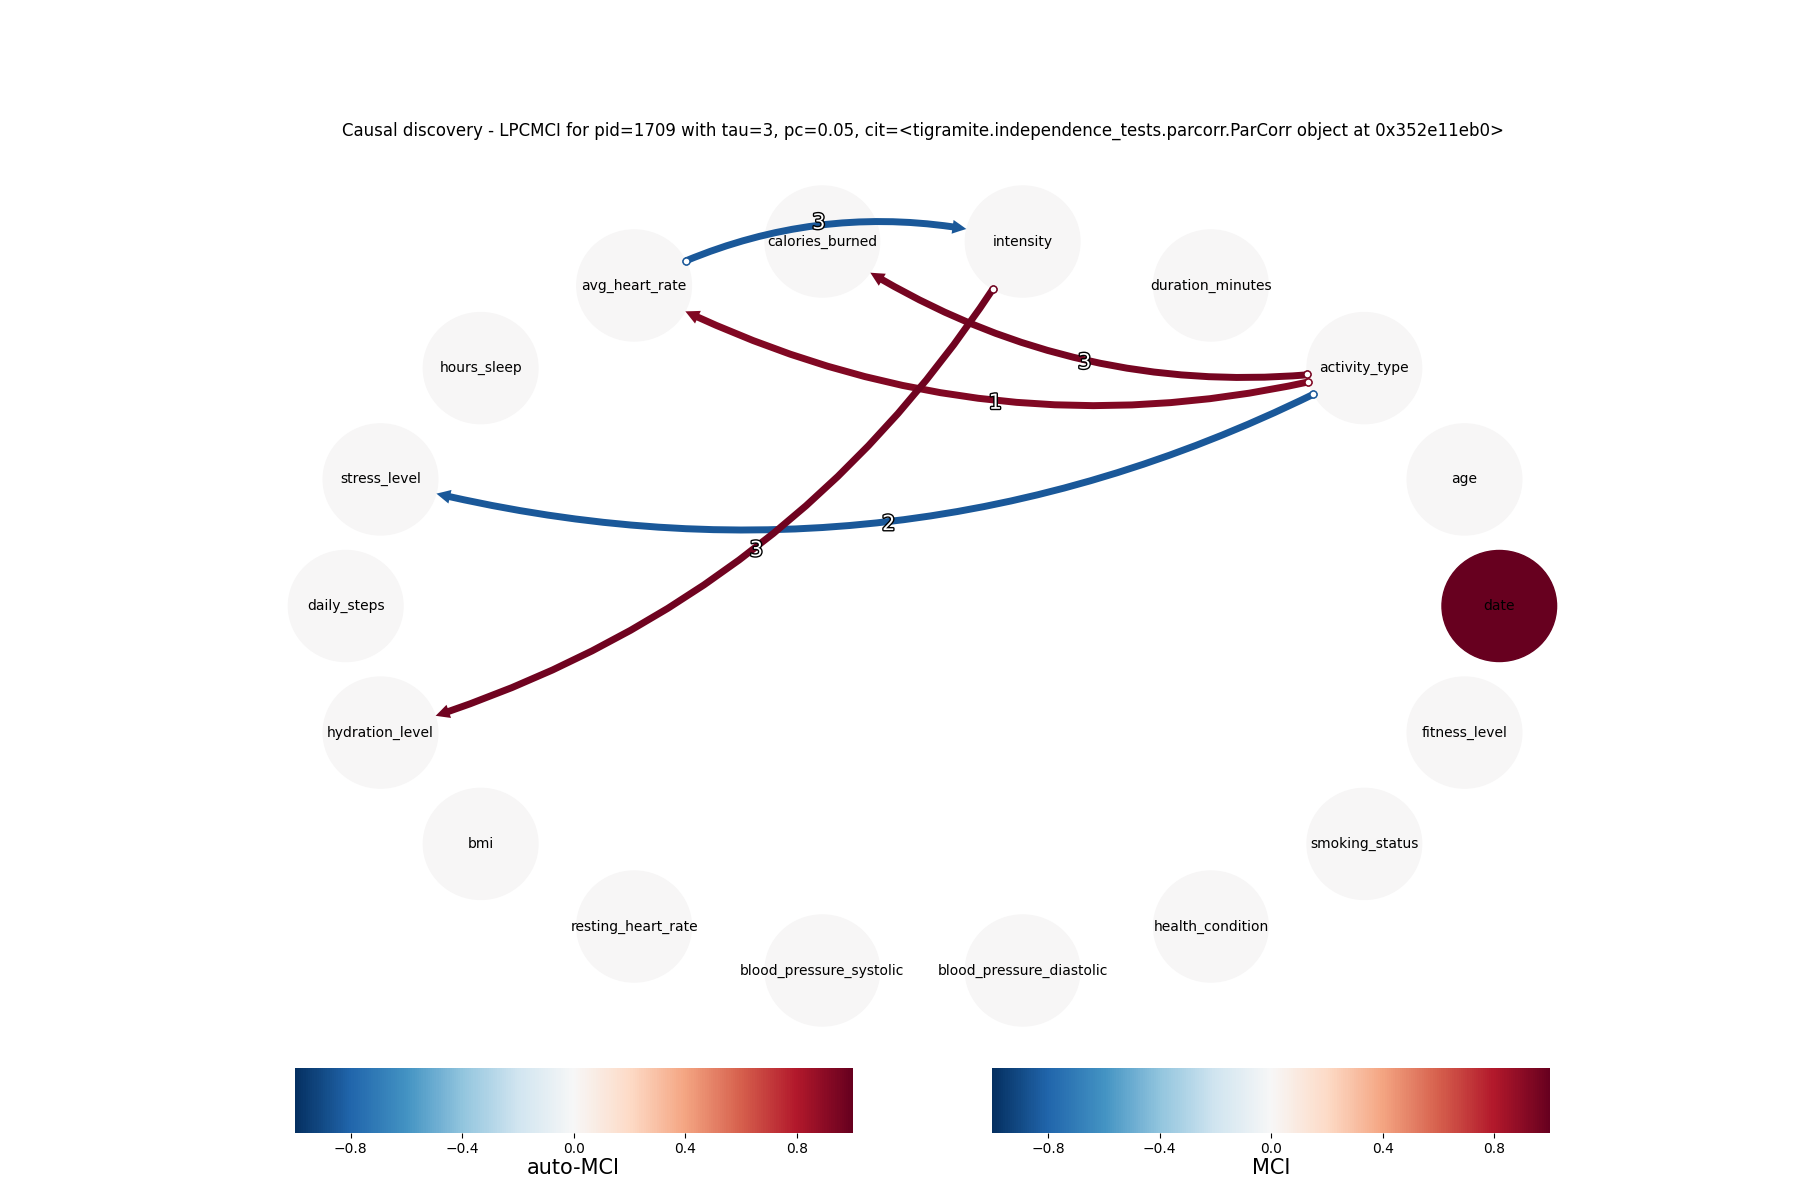 Causal discovery - LPCMCI for pid=1709 with tau=3, pc=0.05, cit=<tigramite.independence_tests.parcorr.ParCorr object at 0x352e11eb0>
3
calories_burned
intensity
avg_heart_rate
duration_minutes
hours_sleep
3
activity_type
1
stress_level
age
2
3
daily_steps
date
hydration_level
fitness_level
bmi
smoking_status
resting_heart_rate
health_condition
blood_pressure_systolic
blood_pressure_diastolic
−0.8 −0.4 0.0 0.4 0.8
auto-MCI
−0.8 −0.4 0.0 0.4 0.8
MCI